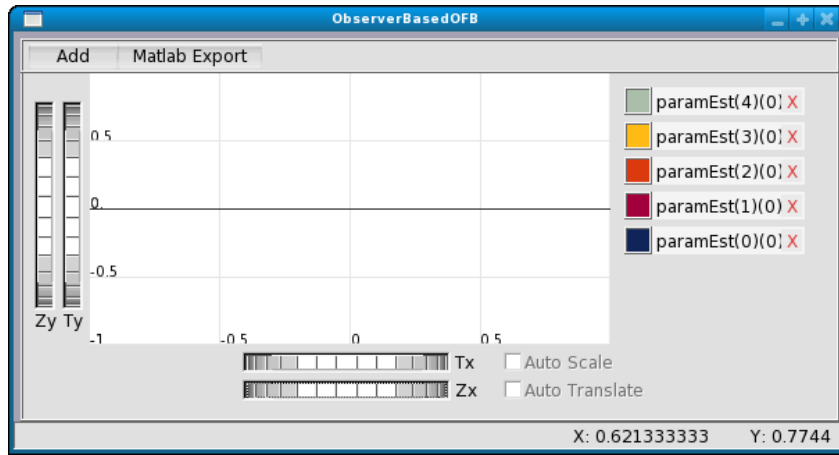 ObserverBasedOFB
Add Matlab Export
paramEst(4)(0) X
0.5
paramEst(3)(0) X
paramEst(2)(0) X
0.
paramEst(1)(0) X
paramEst(0)(0) X
-0.5
Zy Ty
-1 -0.5 0 0.5
Tx Auto Scale
Zx Auto Translate
X: 0.621333333 Y: 0.7744